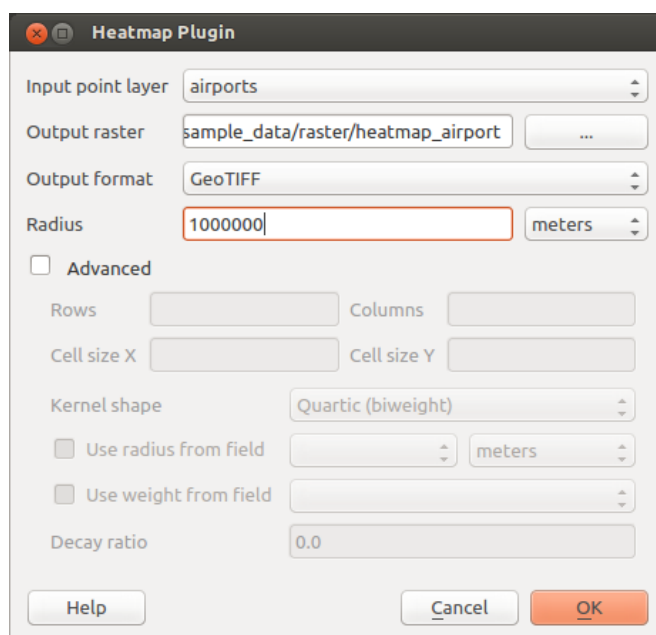 Heatmap Plugin
Input point layer airports
Output raster sample_data/raster/heatmap_airport ...
Output format GeoTIFF
Radius 1000000 meters
Advanced
Rows Columns
Cell size X Cell size Y
Kernel shape Quartic (biweight)
Use radius from field meters
Use weight from field
Decay ratio 0.0
Help Cancel OK